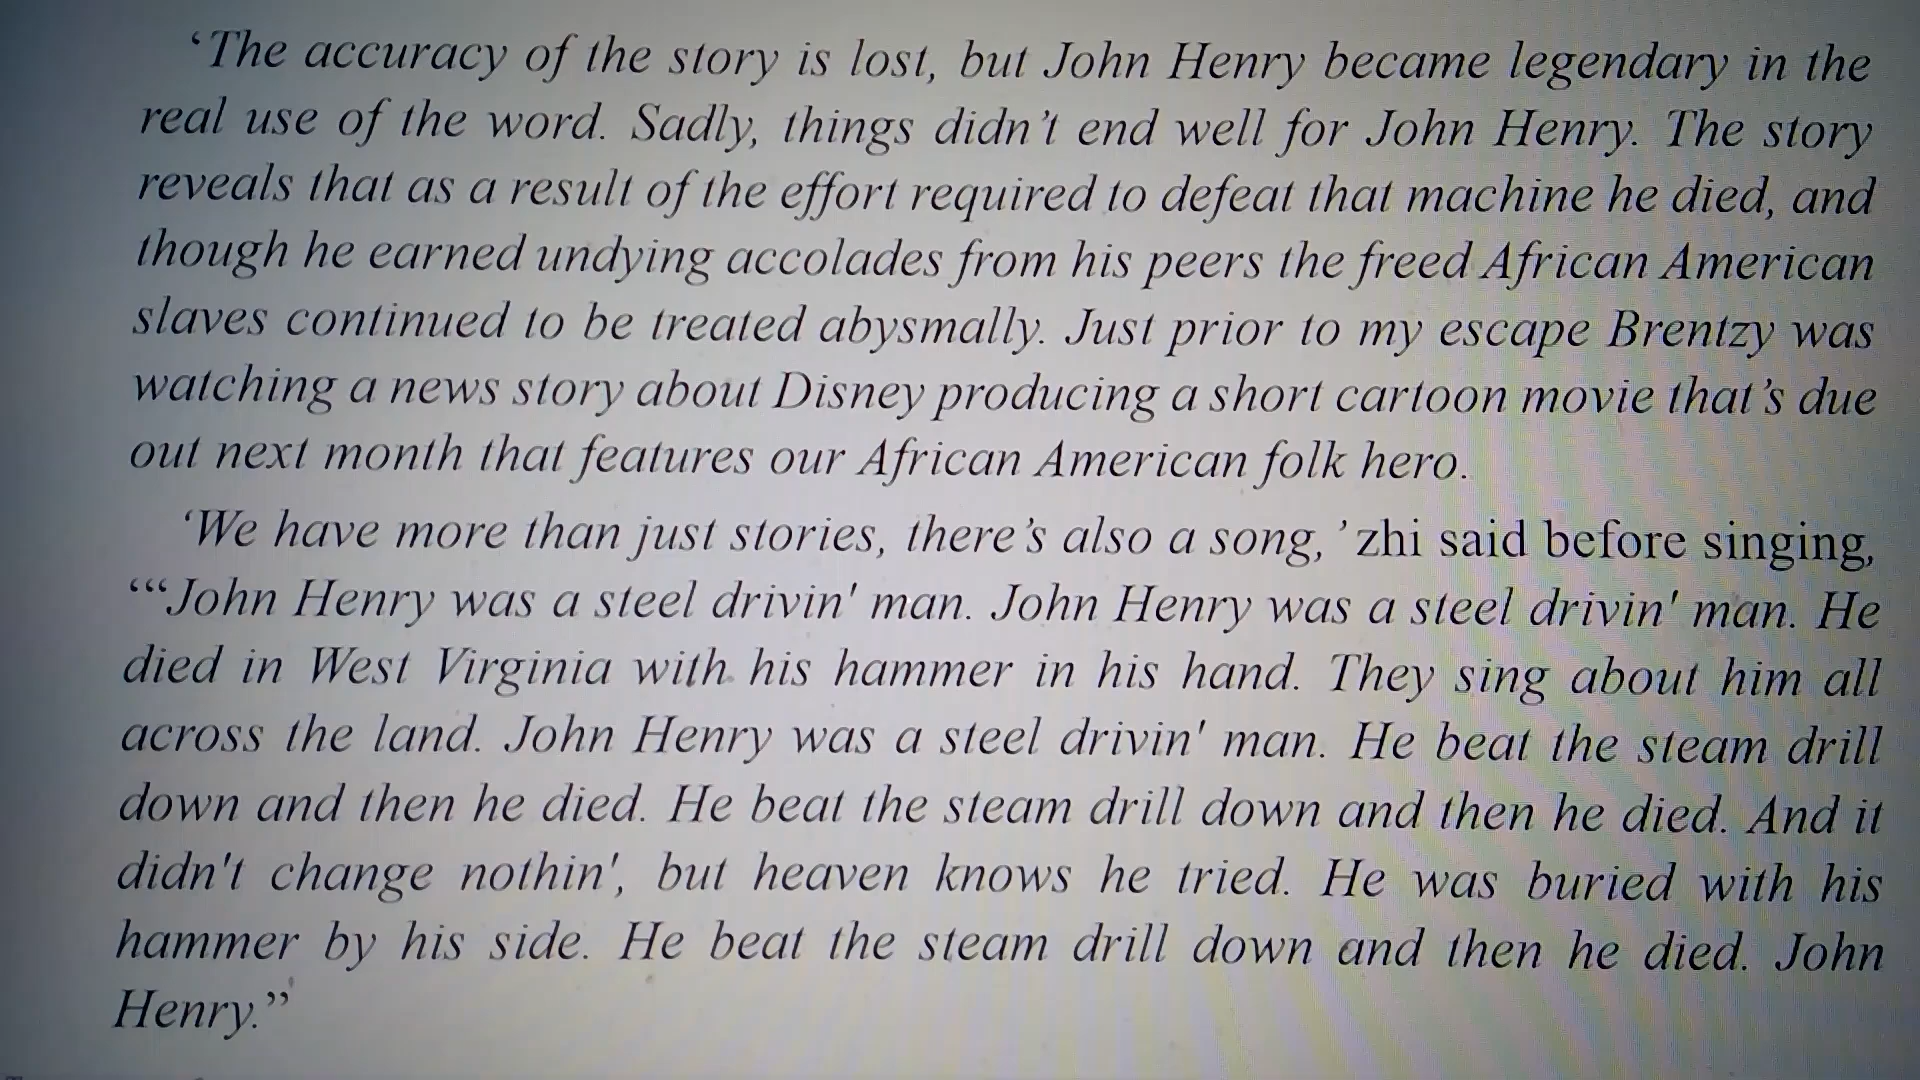 ‘The accuracy of the story is lost, but John Henry became legendary in the
real use of the word. Sadly, things didn’t end well for John Henry. The story
reveals that as a result of the effort required to defeat that machine he died, and
though he earned undying accolades from his peers the freed African American
slaves continued to be treated abysmally. Just prior to my escape Brentzy was
watching a news story about Disney producing a short cartoon movie that’s due
out next month that features our African American folk hero.
‘We have more than just stories, there’s also a song,’ zhi said before singing,
‘“‘John Henry was a steel drivin' man. John Henry was a steel drivin' man. He
died in West Virginia with his hammer in his hand. They sing about him all
across the land. John Henry was a steel drivin' man. He beat the steam drill
down and then he died. He beat the steam drill down and then he died. And it
didn't change nothin', but heaven knows he tried. He was buried with his
hammer by his side. He beat the steam drill down and then he died. John
Henry.”